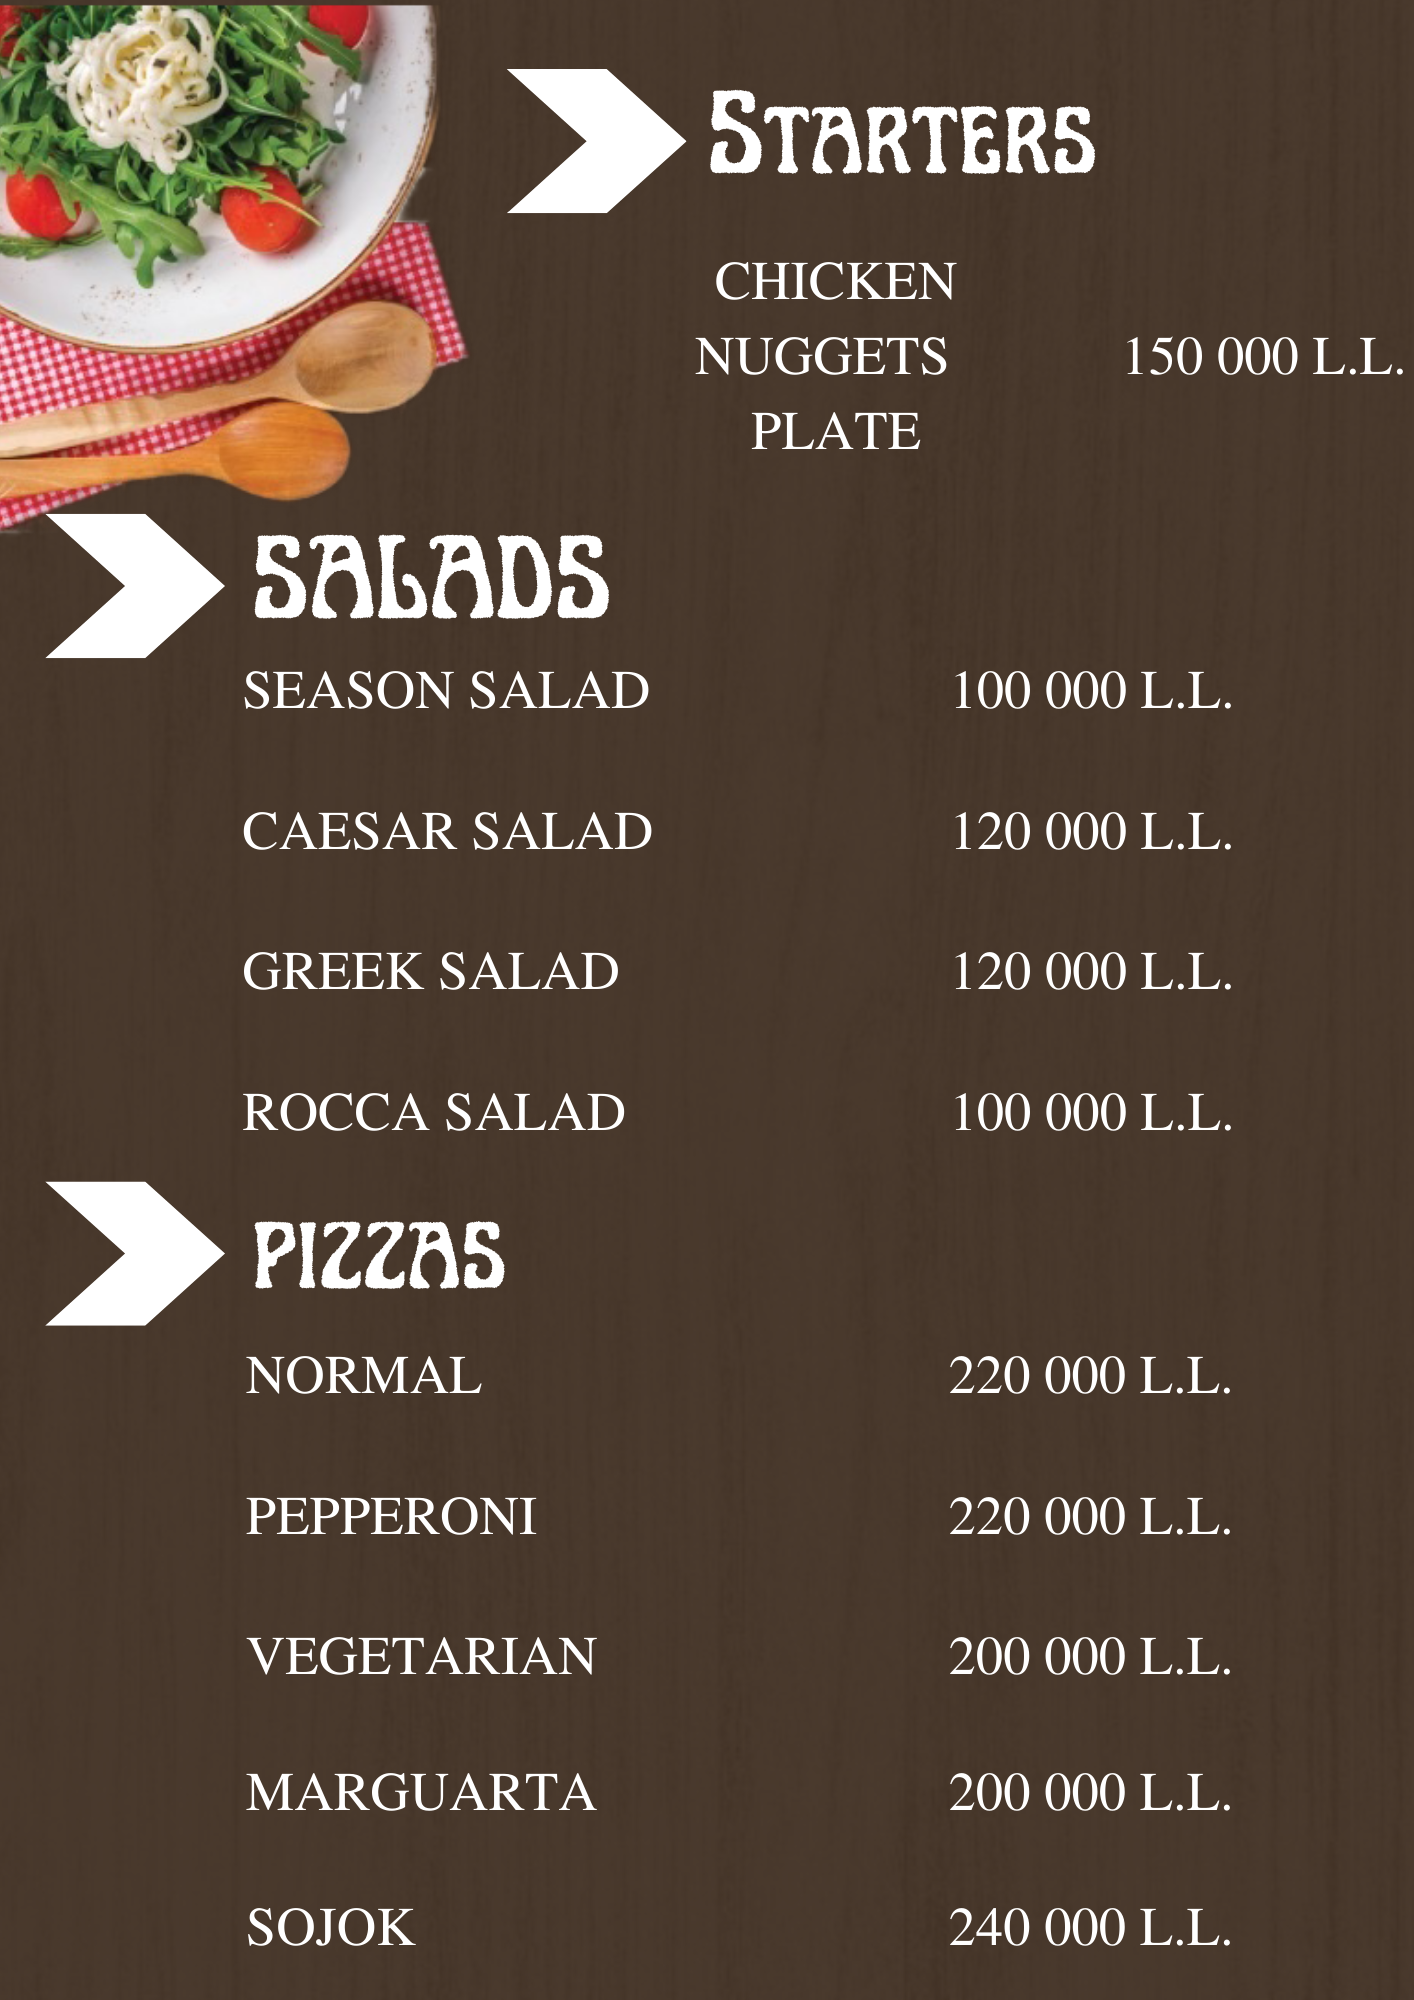 STARTERS
CHICKEN
NUGGETS 150 000 L.L.
PLATE
SALADS
SEASON SALAD 100 000 L.L.
CAESAR SALAD 120 000 L.L.
GREEK SALAD 120 000 L.L.
ROCCA SALAD 100 000 L.L.
PIZZAS
NORMAL 220 000 L.L.
PEPPERONI 220 000 L.L.
VEGETARIAN 200 000 L.L.
MARGUARTA 200 000 L.L.
SOJOK 240 000 L.L.